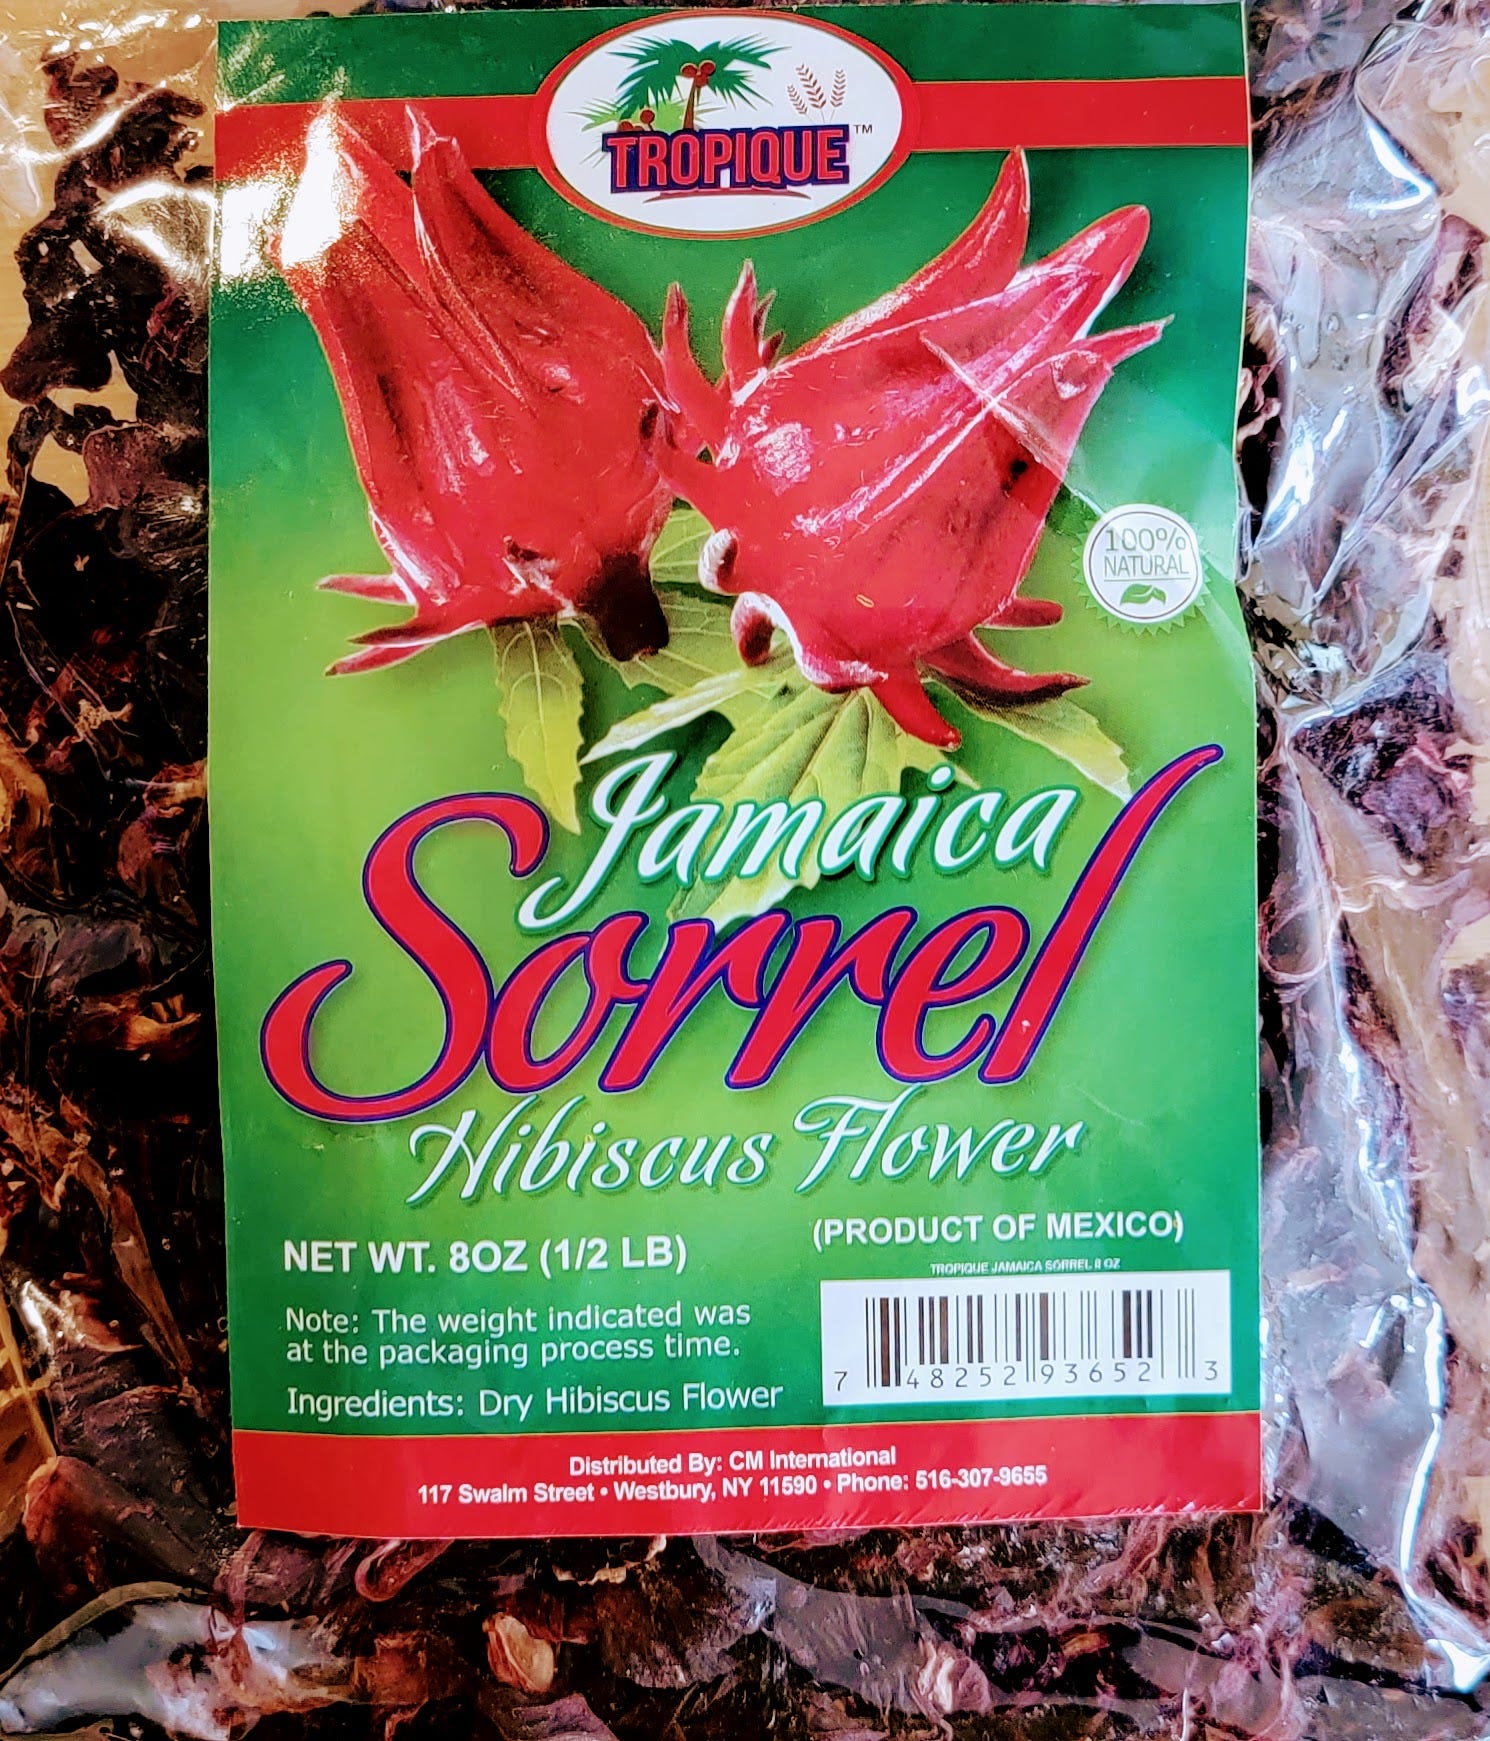 TROPIQUE™
100%
NATURAL
Jamaica
Sorrel
Hibiscus Flower
NET WT. 8OZ (1/2 LB)
(PRODUCT OF MEXICO)
TROPIQUE JAMAICA SORREL 8 OZ
Note: The weight indicated was
at the packaging process time.
Ingredients: Dry Hibiscus Flower
7 48252 93652 3
Distributed By: CM International
117 Swalm Street • Westbury, NY 11590 • Phone: 516-307-9655